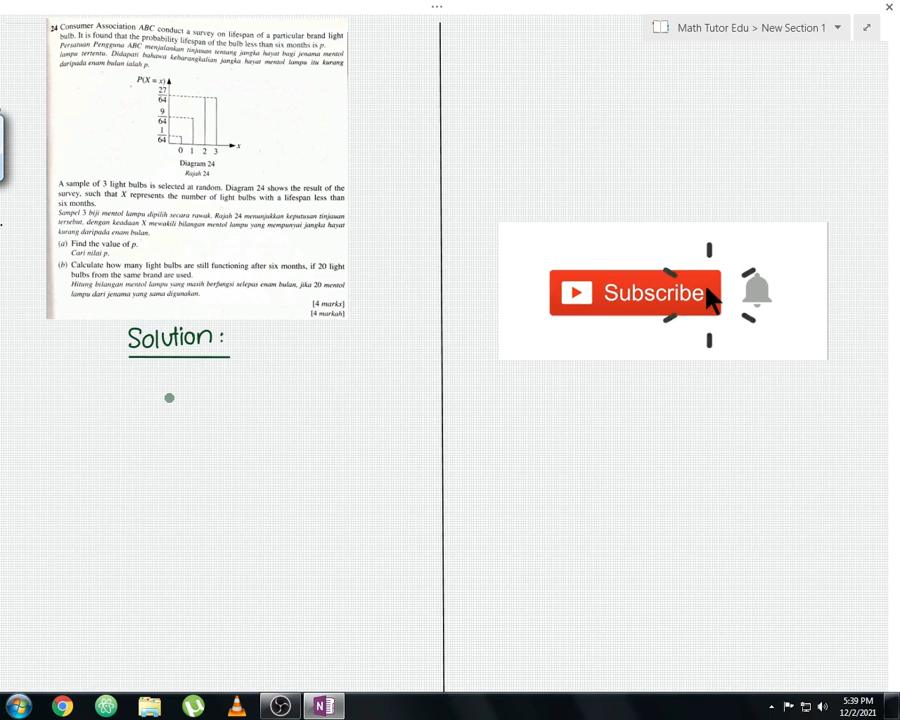 Math Tutor Edu > New Section 1
24 Consumer Association ABC conduct a survey on lifespan of a particular brand light
bulb. It is found that the probability lifespan of the bulb less than six months is p.
Persatuan Pengguna ABC menjalankan tinjauan tentang jangka hayat bagi jenama mentol
lampu tertentu. Didapati bahawa kebarangkalian jangka hayat mentol lampu itu kurang
daripada enam bulan ialah p.
P(X = x)
27
64
9
64
1
64
0 1 2 3 x
Diagram 24
Rajah 24
A sample of 3 light bulbs is selected at random. Diagram 24 shows the result of the
survey, such that X represents the number of light bulbs with a lifespan less than
six months.
Sampel 3 biji mentol lampu dipilih secara rawak. Rajah 24 menunjukkan keputusan tinjauan
tersebut, dengan keadaan X mewakili bilangan mentol lampu yang mempunyai jangka hayat
kurang daripada enam bulan.
(a) Find the value of p.
Cari nilai p.
(b) Calculate how many light bulbs are still functioning after six months, if 20 light
bulbs from the same brand are used.
Hitung bilangan mentol lampu yang masih berfungsi selepas enam bulan, jika 20 mentol
lampu dari jenama yang sama digunakan.
[4 marks]
[4 markah]
Solution :
Subscribe
5:39 PM
12/2/2021